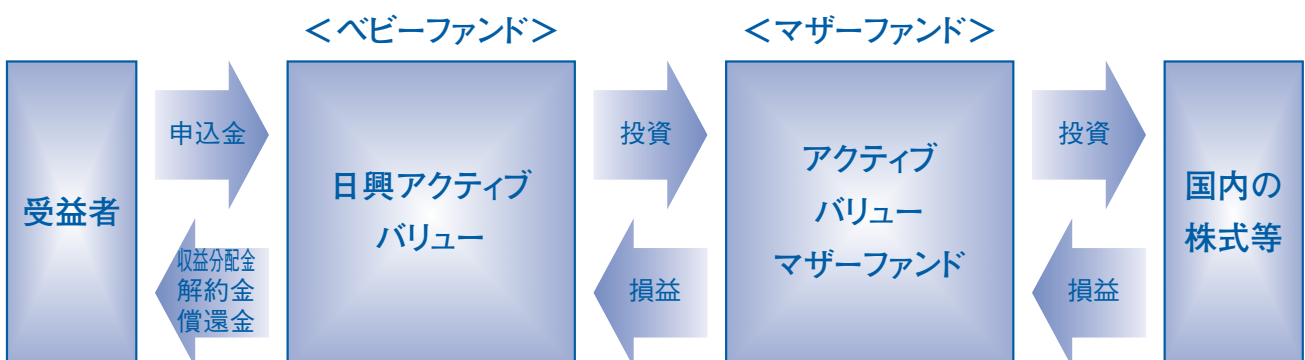 ＜ベビーファンド＞
＜マザーファンド＞
受益者
申込金
収益分配金
解約金
償還金
日興アクティブ
バリュー
投資
損益
アクティブ
バリュー
マザーファンド
投資
損益
国内の
株式等